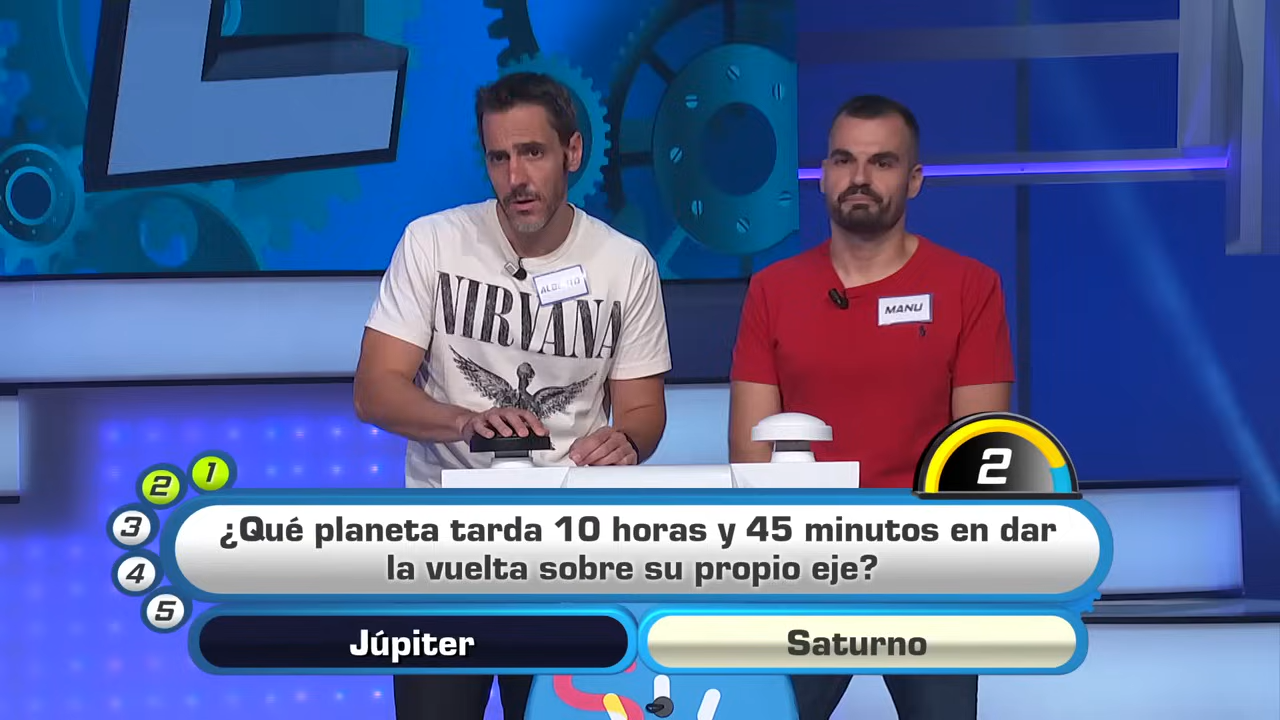 NIRVANA
MANU
2
1
2
3
4
5
¿Qué planeta tarda 10 horas y 45 minutos en dar
la vuelta sobre su propio eje?
Júpiter
Saturno